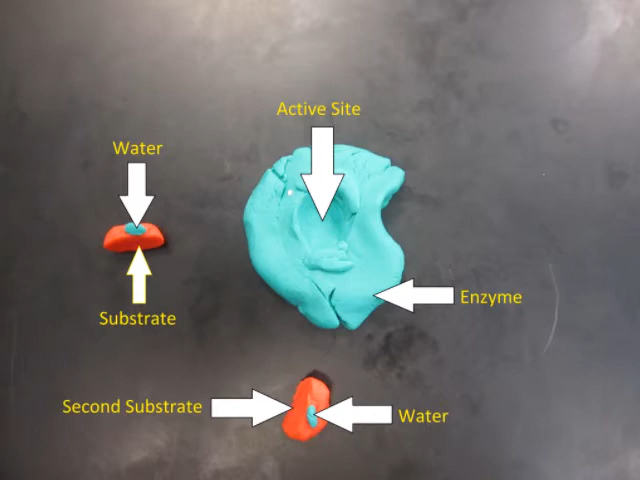 Active Site
Water
Substrate
Enzyme
Second Substrate
Water